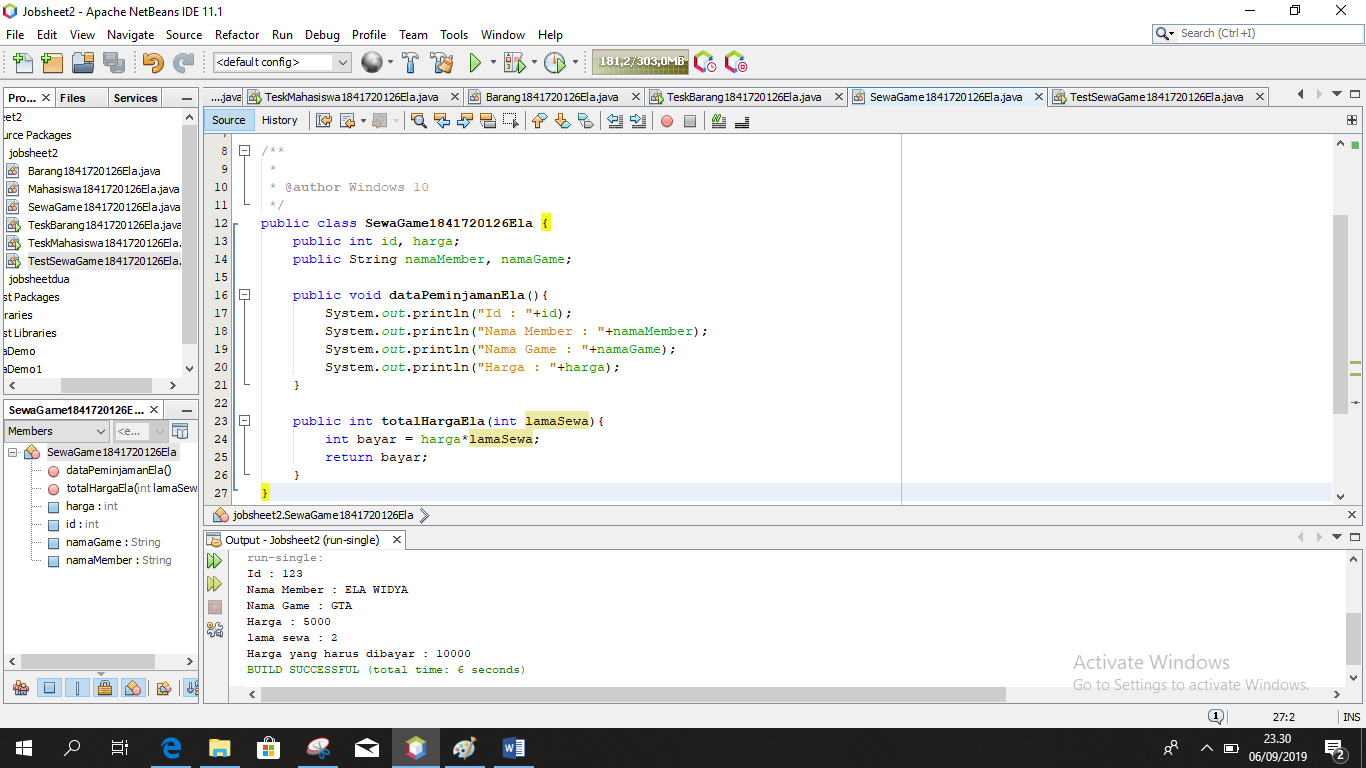 Jobsheet2 - Apache NetBeans IDE 11.1
File Edit View Navigate Source Refactor Run Debug Profile Team Tools Window Help
Search (Ctrl+I)
<default config>
181,2/303,0MB
Pro... Files Services
et2
urce Packages
jobsheet2
Barang1841720126Ela.java
Mahasiswa1841720126Ela.java
SewaGame1841720126Ela.java
TeskBarang1841720126Ela.java
TeskMahasiswa1841720126Ela.
TestSewaGame1841720126Ela.
jobsheetdua
st Packages
raries
st Libraries
aDemo
aDemo1
SewaGame1841720126E...
Members <e...
SewaGame1841720126Ela
dataPeminjamanEla()
totalHargaEla(int lamaSew
harga : int
id : int
namaGame : String
namaMember : String
....java TeskMahasiswa1841720126Ela.java Barang1841720126Ela.java TeskBarang1841720126Ela.java SewaGame1841720126Ela.java TestSewaGame1841720126Ela.java
Source History
8 /**
9 *
10 * @author Windows 10
11 */
12 public class SewaGame1841720126Ela {
13 public int id, harga;
14 public String namaMember, namaGame;
15
16 public void dataPeminjamanEla(){
17 System.out.println("Id : "+id);
18 System.out.println("Nama Member : "+namaMember);
19 System.out.println("Nama Game : "+namaGame);
20 System.out.println("Harga : "+harga);
21 }
22
23 public int totalHargaEla(int lamaSewa){
24 int bayar = harga*lamaSewa;
25 return bayar;
26 }
27 }
jobsheet2.SewaGame1841720126Ela
Output - Jobsheet2 (run-single)
run-single:
Id : 123
Nama Member : ELA WIDYA
Nama Game : GTA
Harga : 5000
lama sewa : 2
Harga yang harus dibayar : 10000
BUILD SUCCESSFUL (total time: 6 seconds)
Activate Windows
Go to Settings to activate Windows.
1 27:2 INS
23.30
06/09/2019
2